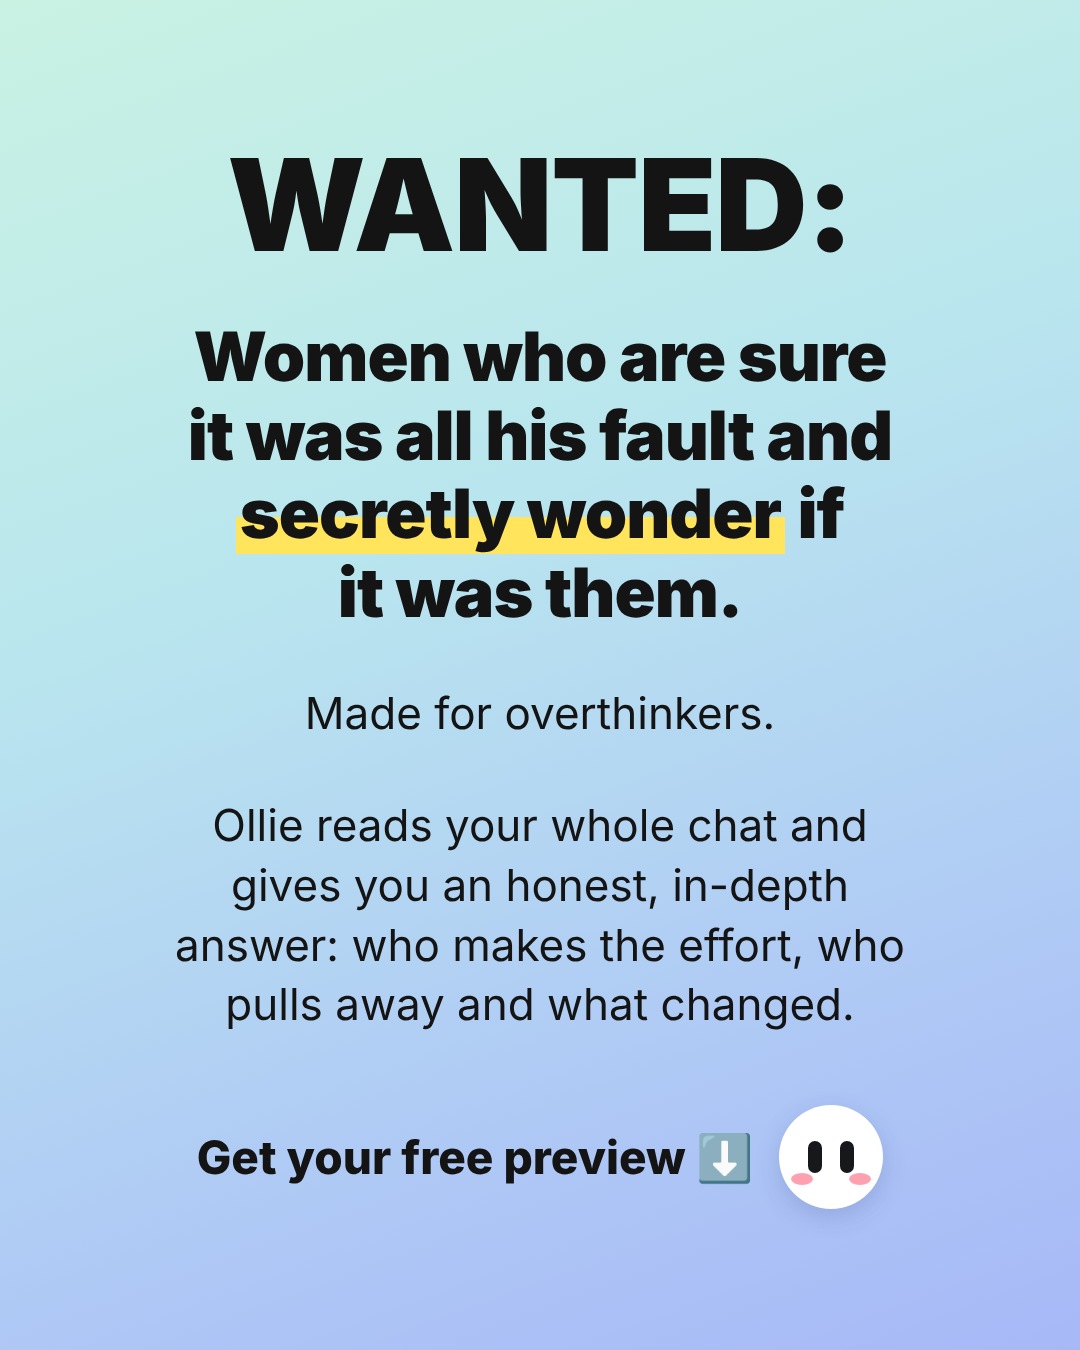 WANTED:
Women who are sure
it was all his fault and
secretly wonder if
it was them.
Made for overthinkers.
Ollie reads your whole chat and
gives you an honest, in-depth
answer: who makes the effort, who
pulls away and what changed.
Get your free preview ⬇️